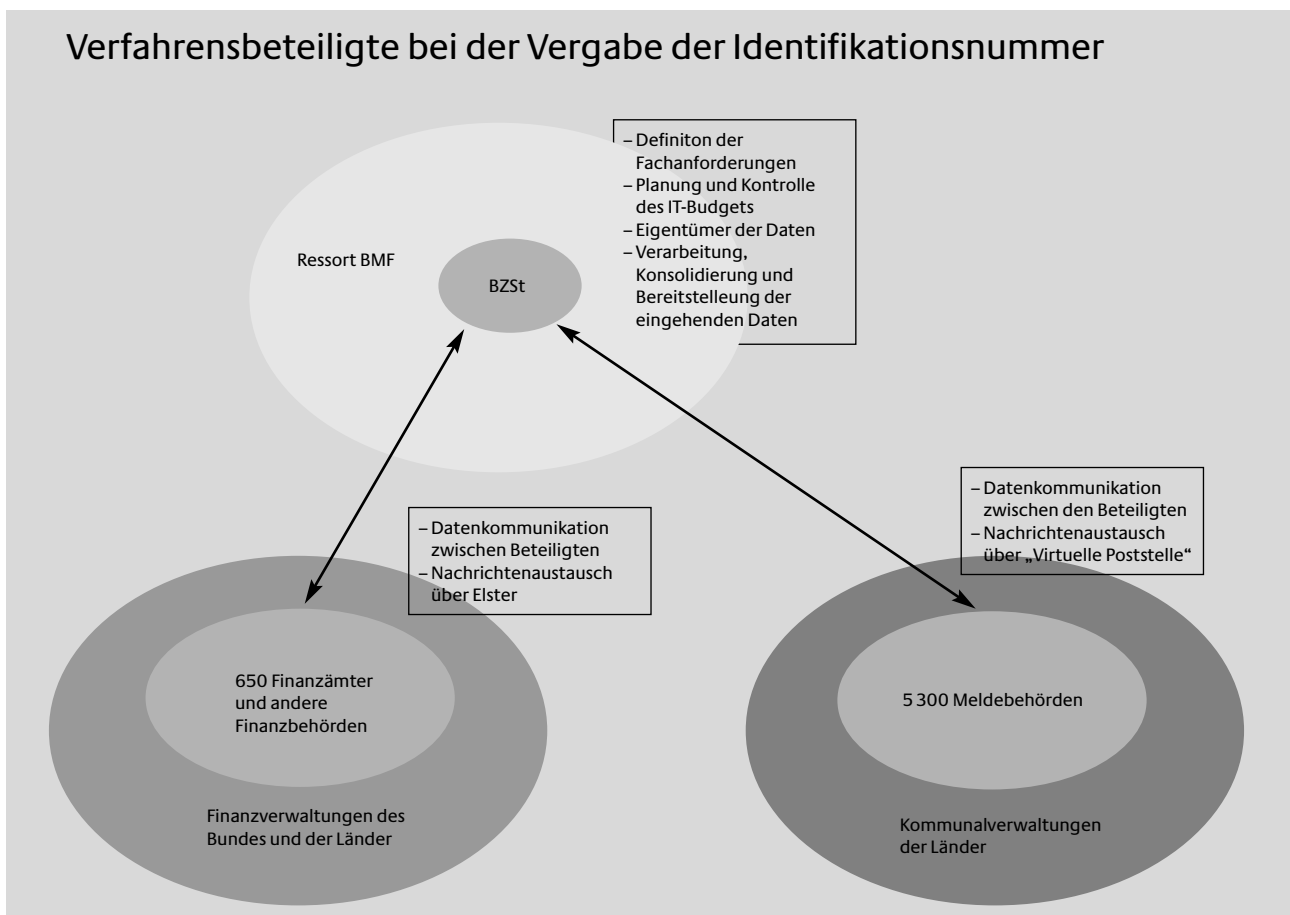 Verfahrensbeteiligte bei der Vergabe der Identifikationsnummer
– Definiton der
Fachanforderungen
– Planung und Kontrolle
des IT-Budgets
– Eigentümer der Daten
– Verarbeitung,
Konsolidierung und
Bereitstelleung der
eingehenden Daten
Ressort BMF
BZSt
– Datenkommunikation
zwischen den Beteiligten
– Nachrichtenaustausch
über „Virtuelle Poststelle“
– Datenkommunikation
zwischen Beteiligten
– Nachrichtenaustausch
über Elster
650 Finanzämter
und andere
Finanzbehörden
5 300 Meldebehörden
Finanzverwaltungen des
Bundes und der Länder
Kommunalverwaltungen
der Länder